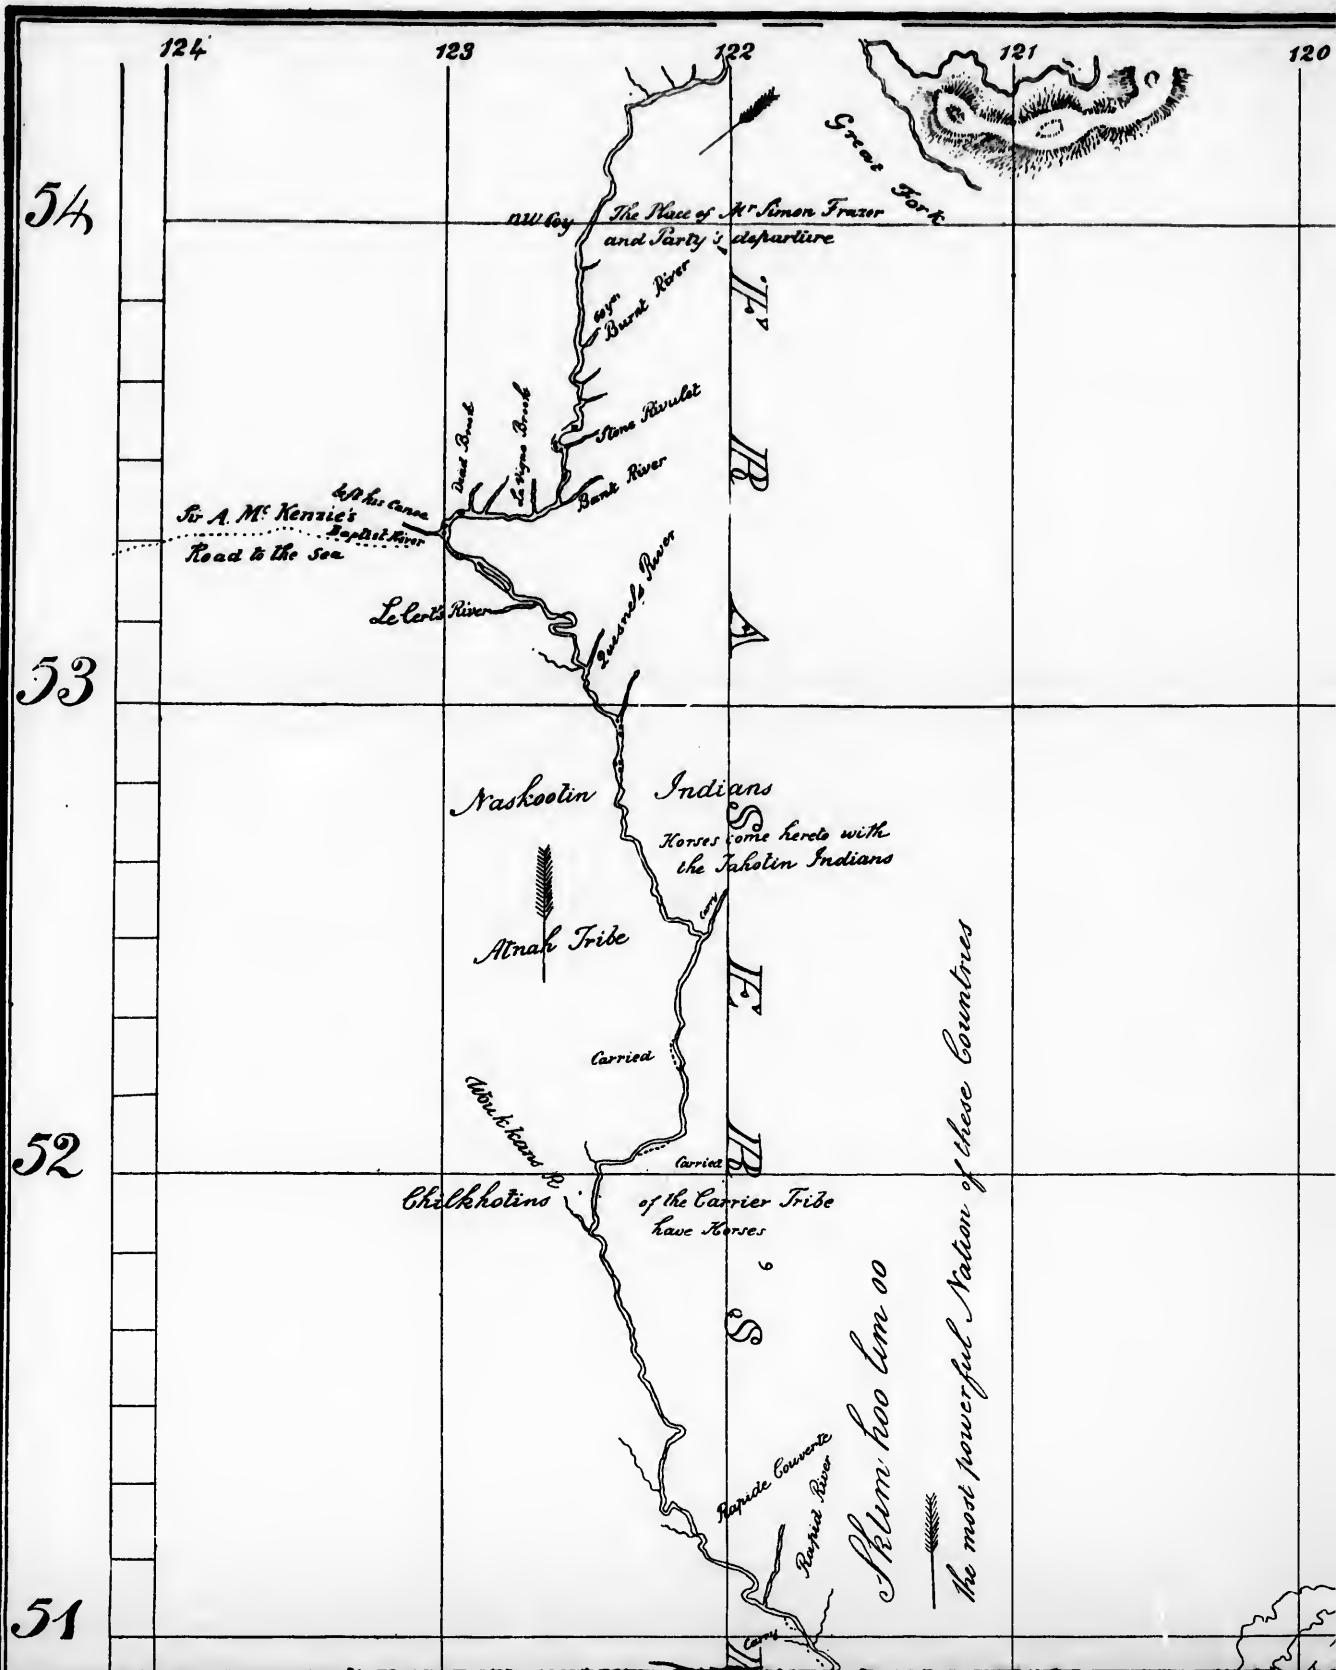 124 123 122 121 120
Great Fork
54
NW Coy
The Place of Mr Simon Frazer
and Party's departure
Burnt River
Stone Rivulet
Dead Brook
La Vigne Brook
Bank River
left his Canoe
Sir A. Mc Kenzie's
Baptist River
Road to the sea
Quesnel's River
Le Cert's River
53
Naskootin Indians
Horses come hereto with
the Tahotin Indians
Carry
Atnah Tribe
Carried
Woukkans R
52
Carried
Chilkhotins
of the Carrier Tribe
have Horses
F R A S E R S
Sklim hoo lim oo
The most powerful Nation of these Countries
Rapide Couverte
Rapid River
51
Carry